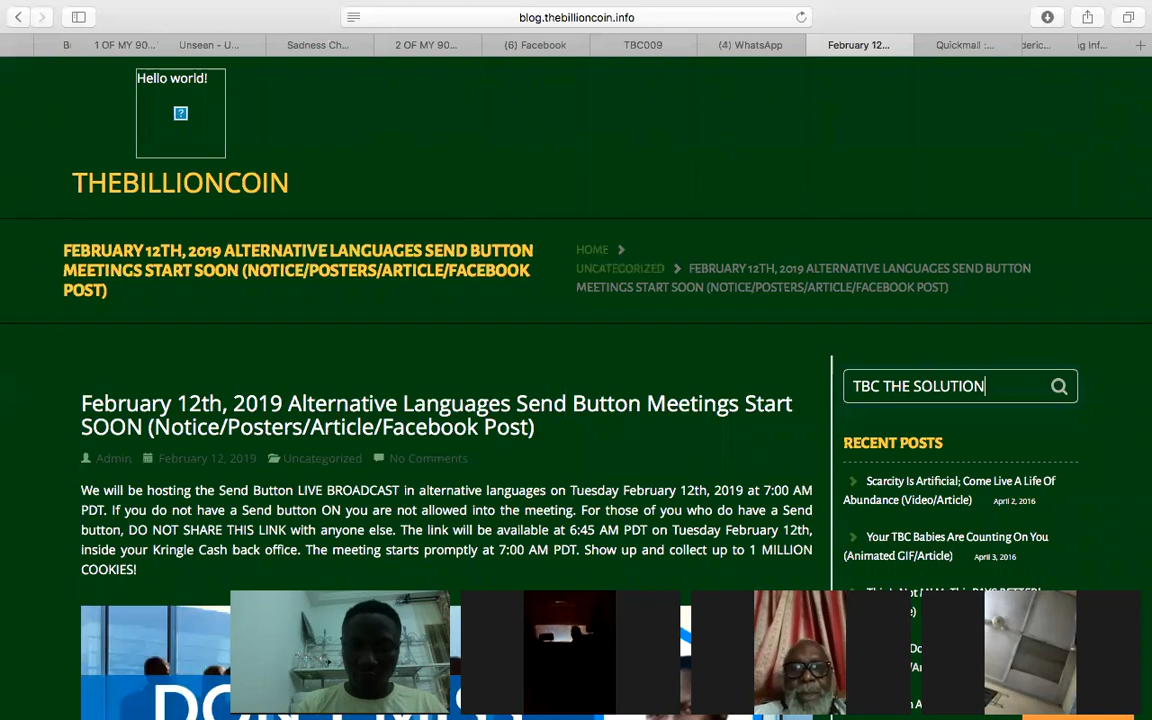 blog.thebillioncoin.info
1 OF MY 90...
Unseen - U...
Sadness Ch...
2 OF MY 90...
(6) Facebook
TBC009
(4) WhatsApp
February 12...
Quickmail :...
Hello world!
?
THEBILLIONCOIN
FEBRUARY 12TH, 2019 ALTERNATIVE LANGUAGES SEND BUTTON
MEETINGS START SOON (NOTICE/POSTERS/ARTICLE/FACEBOOK
POST)
HOME
UNCATEGORIZED FEBRUARY 12TH, 2019 ALTERNATIVE LANGUAGES SEND BUTTON
MEETINGS START SOON (NOTICE/POSTERS/ARTICLE/FACEBOOK POST)
February 12th, 2019 Alternative Languages Send Button Meetings Start
SOON (Notice/Posters/Article/Facebook Post)
Admin February 12, 2019 Uncategorized No Comments
We will be hosting the Send Button LIVE BROADCAST in alternative languages on Tuesday February 12th, 2019 at 7:00 AM
PDT. If you do not have a Send button ON you are not allowed into the meeting. For those of you who do have a Send
button, DO NOT SHARE THIS LINK with anyone else. The link will be available at 6:45 AM PDT on Tuesday February 12th,
inside your Kringle Cash back office. The meeting starts promptly at 7:00 AM PDT. Show up and collect up to 1 MILLION
COOKIES!
TBC THE SOLUTION
RECENT POSTS
Scarcity Is Artificial; Come Live A Life Of
Abundance (Video/Article) April 2, 2016
Your TBC Babies Are Counting On You
(Animated GIF/Article) April 3, 2016